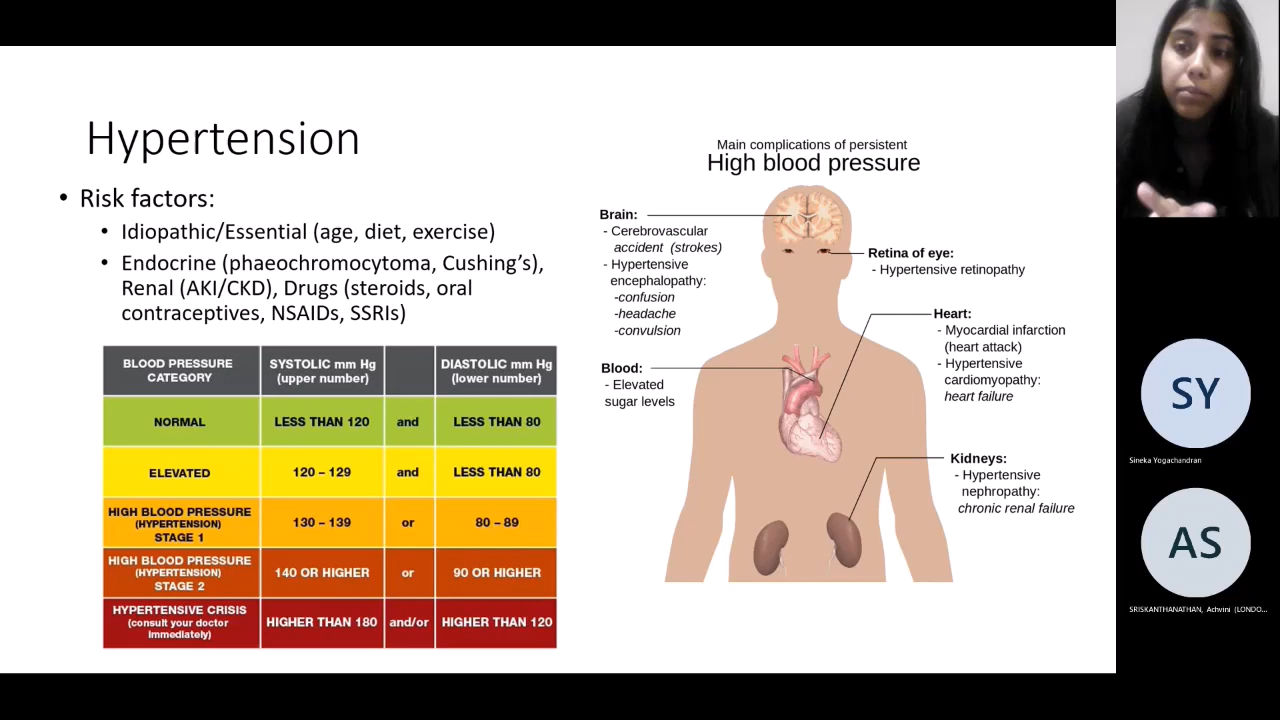 Hypertension
• Risk factors:
• Idiopathic/Essential (age, diet, exercise)
• Endocrine (phaeochromocytoma, Cushing's),
Renal (AKI/CKD), Drugs (steroids, oral
contraceptives, NSAIDs, SSRIs)
BLOOD PRESSURE CATEGORY SYSTOLIC mm Hg (upper number) DIASTOLIC mm Hg (lower number)
NORMAL LESS THAN 120 and LESS THAN 80
ELEVATED 120 – 129 and LESS THAN 80
HIGH BLOOD PRESSURE (HYPERTENSION) STAGE 1 130 – 139 or 80 – 89
HIGH BLOOD PRESSURE (HYPERTENSION) STAGE 2 140 OR HIGHER or 90 OR HIGHER
HYPERTENSIVE CRISIS (consult your doctor immediately) HIGHER THAN 180 and/or HIGHER THAN 120
Main complications of persistent
High blood pressure
Brain:
- Cerebrovascular
accident (strokes)
- Hypertensive
encephalopathy:
-confusion
-headache
-convulsion
Blood:
- Elevated
sugar levels
Retina of eye:
- Hypertensive retinopathy
Heart:
- Myocardial infarction
(heart attack)
- Hypertensive
cardiomyopathy:
heart failure
Kidneys:
- Hypertensive
nephropathy:
chronic renal failure
SY
Sineka Yogachandran
AS
SRISKANTHANATHAN, Achvini (LONDO...